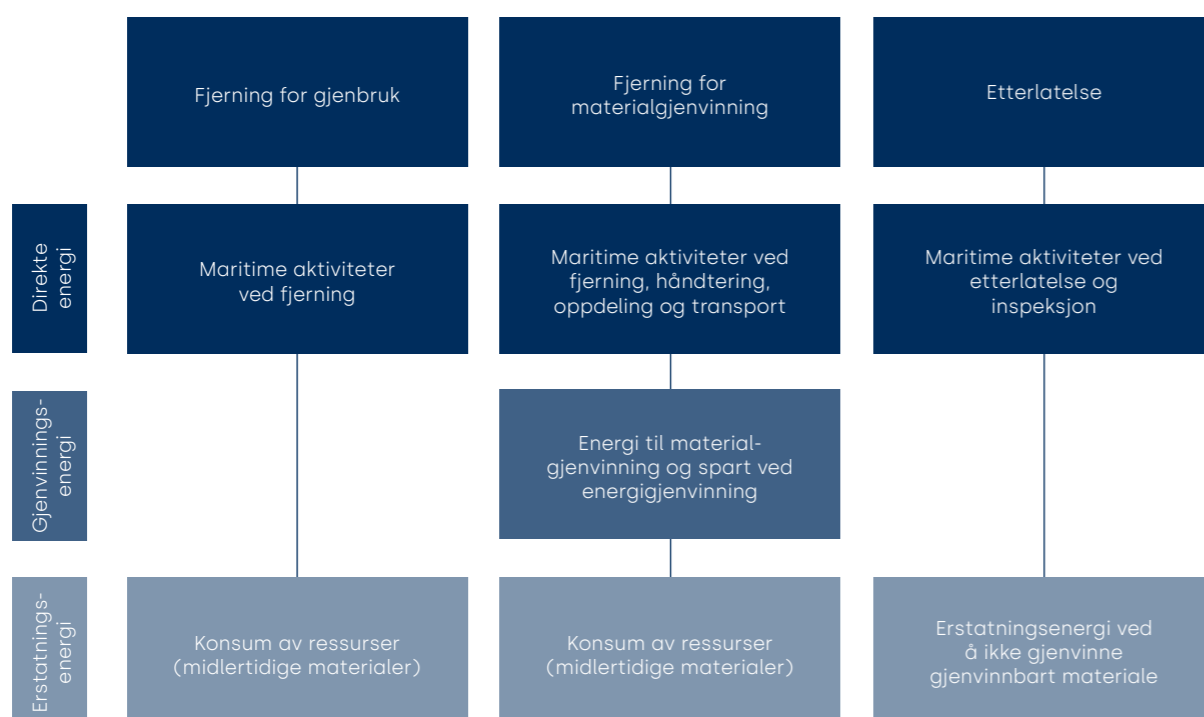 Fjerning for gjenbruk
Fjerning for
materialgjenvinning
Etterlatelse
Direkte
energi
Maritime aktiviteter
ved fjerning
Maritime aktiviteter ved
fjerning, håndtering,
oppdeling og transport
Maritime aktiviteter ved
etterlatelse og
inspeksjon
Gjenvinnings-
energi
Energi til material-
gjenvinning og spart ved
energigjenvinning
Erstatnings-
energi
Konsum av ressurser
(midlertidige materialer)
Konsum av ressurser
(midlertidige materialer)
Erstatningsenergi ved
å ikke gjenvinne
gjenvinnbart materiale